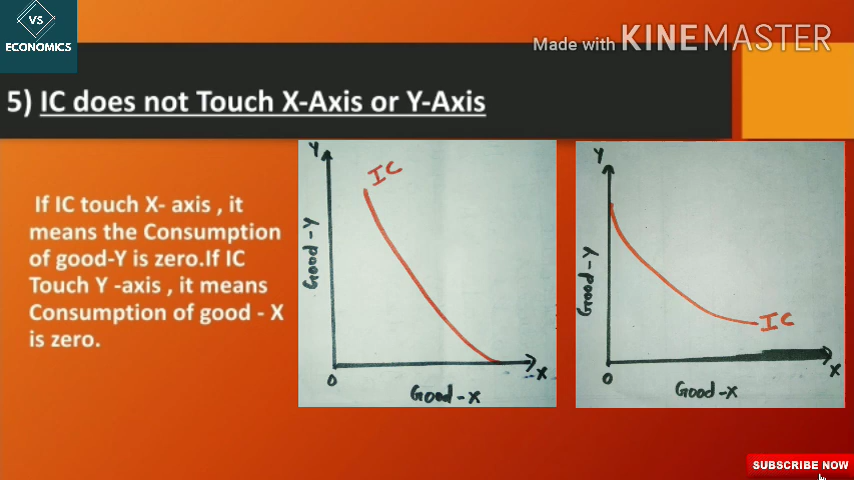 VS
ECONOMICS
Made with KINEMASTER
5) IC does not Touch X-Axis or Y-Axis
If IC touch X- axis , it
means the Consumption
of good-Y is zero.If IC
Touch Y -axis , it means
Consumption of good - X
is zero.
Y
IC
Good-Y
O
X
Good-X
Y
Good-Y
IC
O
X
Good-X
SUBSCRIBE NOW